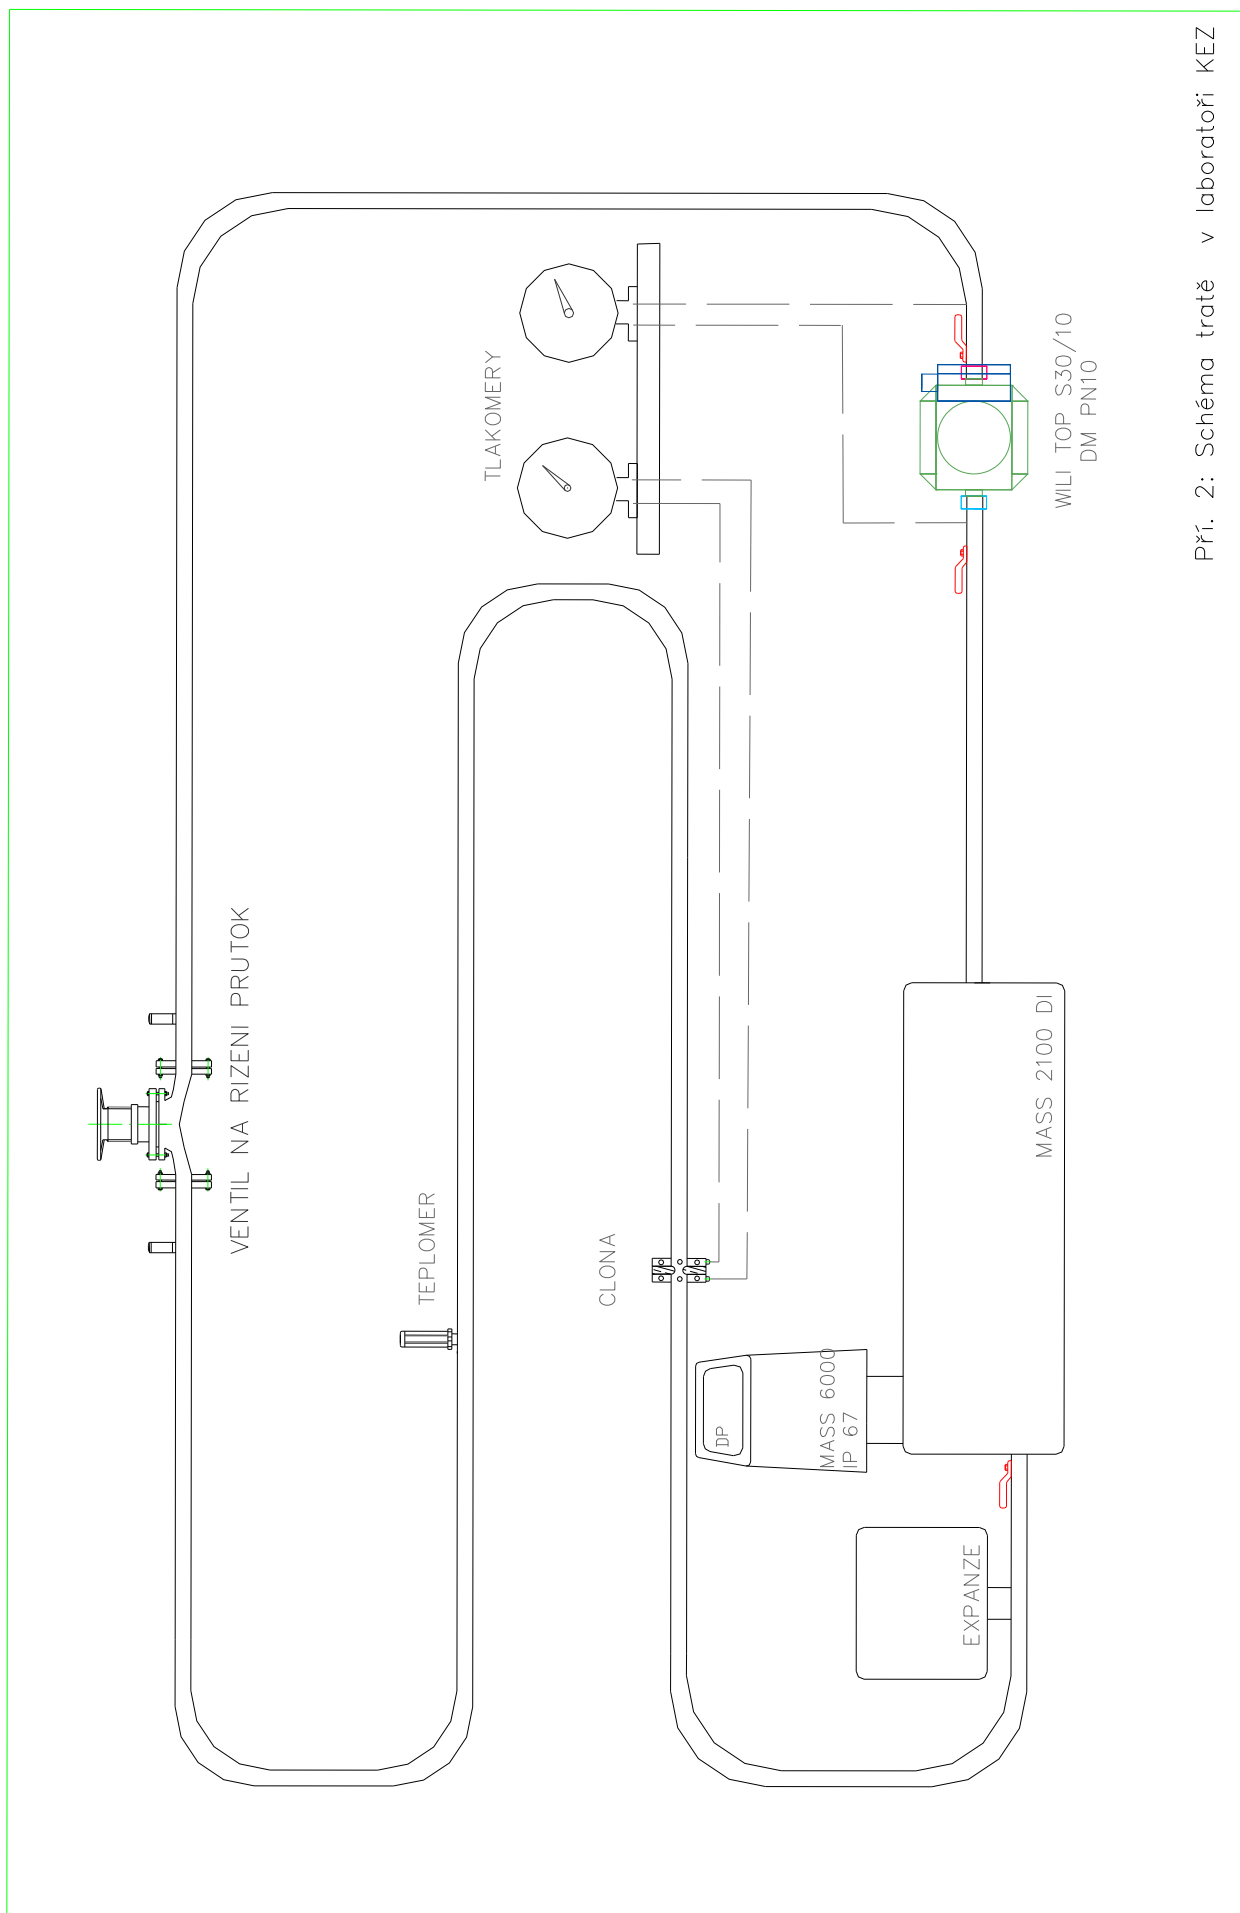 VENTIL NA RIZENI PRUTOK
TEPLOMER
TLAKOMERY
CLONA
DP
MASS 6000
IP 67
EXPANZE
MASS 2100 DI
WILI TOP S30/10
DM PN10
Pří. 2: Schéma tratě v laboratoři KEZ